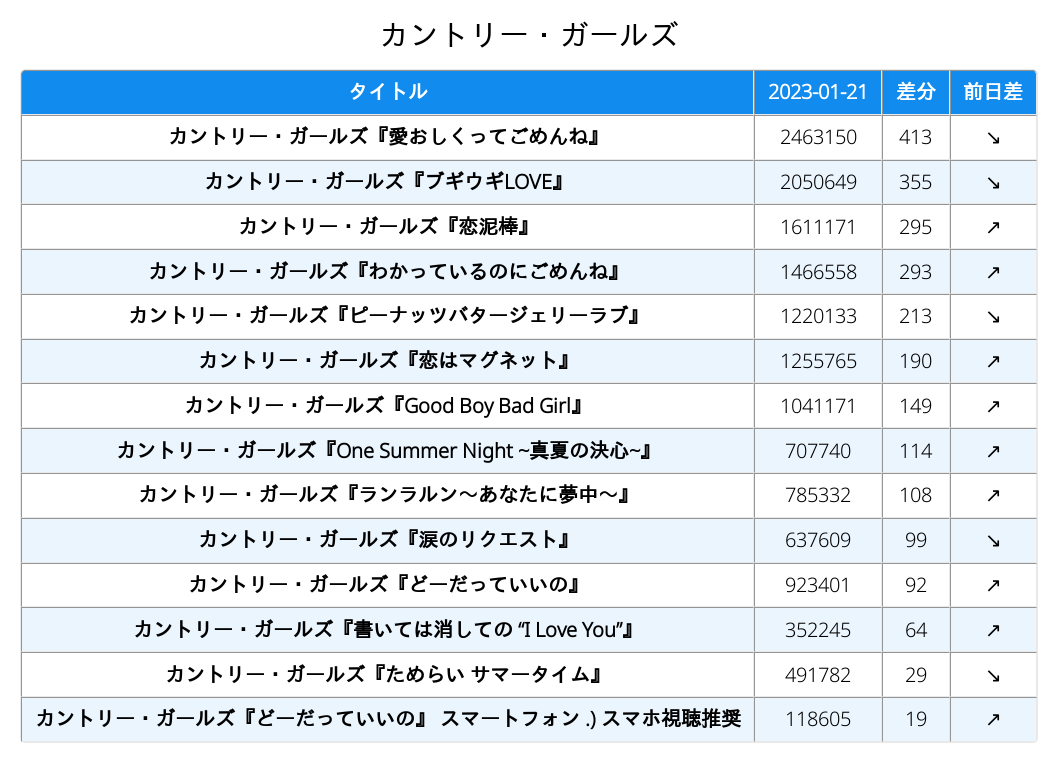 カントリー・ガールズ
タイトル 2023-01-21 差分 前日差
カントリー・ガールズ『愛おしくってごめんね』 2463150 413 ↘
カントリー・ガールズ『ブギウギLOVE』 2050649 355 ↘
カントリー・ガールズ『恋泥棒』 1611171 295 ↗
カントリー・ガールズ『わかっているのにごめんね』 1466558 293 ↗
カントリー・ガールズ『ピーナッツバタージェリーラブ』 1220133 213 ↘
カントリー・ガールズ『恋はマグネット』 1255765 190 ↗
カントリー・ガールズ『Good Boy Bad Girl』 1041171 149 ↗
カントリー・ガールズ『One Summer Night ~真夏の決心~』 707740 114 ↗
カントリー・ガールズ『ランラルン～あなたに夢中～』 785332 108 ↗
カントリー・ガールズ『涙のリクエスト』 637609 99 ↘
カントリー・ガールズ『どーだっていいの』 923401 92 ↗
カントリー・ガールズ『書いては消しての “I Love You”』 352245 64 ↗
カントリー・ガールズ『ためらい サマータイム』 491782 29 ↘
カントリー・ガールズ『どーだっていいの』 スマートフォン .) スマホ視聴推奨 118605 19 ↗